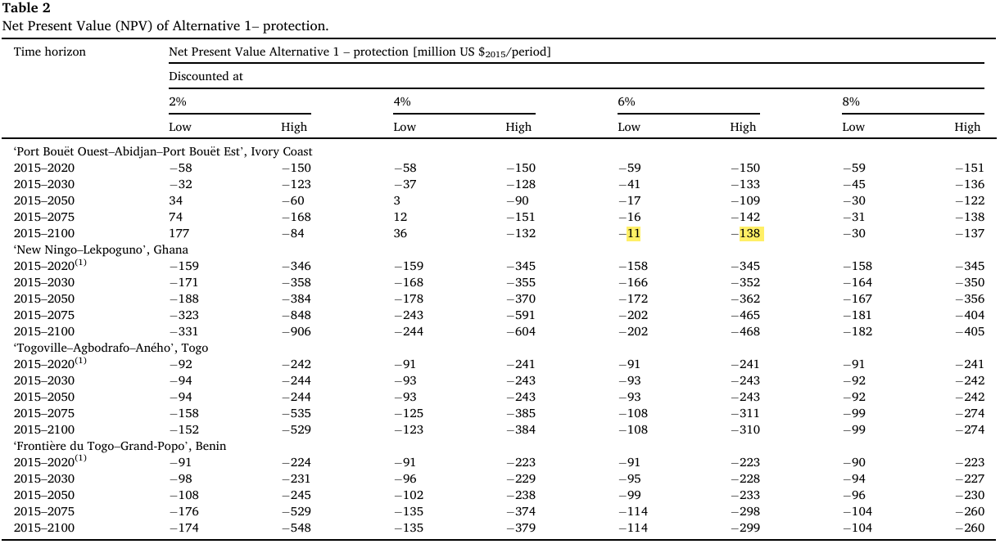 Table 2
Net Present Value (NPV) of Alternative 1– protection.
Time horizon Net Present Value Alternative 1 – protection [million US $2015/period]
Discounted at
2% 4% 6% 8%
Low High Low High Low High Low High
‘Port Bouët Ouest–Abidjan–Port Bouët Est’, Ivory Coast
2015–2020 −58 −150 −58 −150 −59 −150 −59 −151
2015–2030 −32 −123 −37 −128 −41 −133 −45 −136
2015–2050 34 −60 3 −90 −17 −109 −30 −122
2015–2075 74 −168 12 −151 −16 −142 −31 −138
2015–2100 177 −84 36 −132 −11 −138 −30 −137
‘New Ningo–Lekpoguno’, Ghana
2015–2020(1) −159 −346 −159 −345 −158 −345 −158 −345
2015–2030 −171 −358 −168 −355 −166 −352 −164 −350
2015–2050 −188 −384 −178 −370 −172 −362 −167 −356
2015–2075 −323 −848 −243 −591 −202 −465 −181 −404
2015–2100 −331 −906 −244 −604 −202 −468 −182 −405
‘Togoville–Agbodrafo–Aného’, Togo
2015–2020(1) −92 −242 −91 −241 −91 −241 −91 −241
2015–2030 −94 −244 −93 −243 −93 −243 −92 −242
2015–2050 −94 −244 −93 −243 −93 −243 −92 −242
2015–2075 −158 −535 −125 −385 −108 −311 −99 −274
2015–2100 −152 −529 −123 −384 −108 −310 −99 −274
‘Frontière du Togo–Grand-Popo’, Benin
2015–2020(1) −91 −224 −91 −223 −91 −223 −90 −223
2015–2030 −98 −231 −96 −229 −95 −228 −94 −227
2015–2050 −108 −245 −102 −238 −99 −233 −96 −230
2015–2075 −176 −529 −135 −374 −114 −298 −104 −260
2015–2100 −174 −548 −135 −379 −114 −299 −104 −260